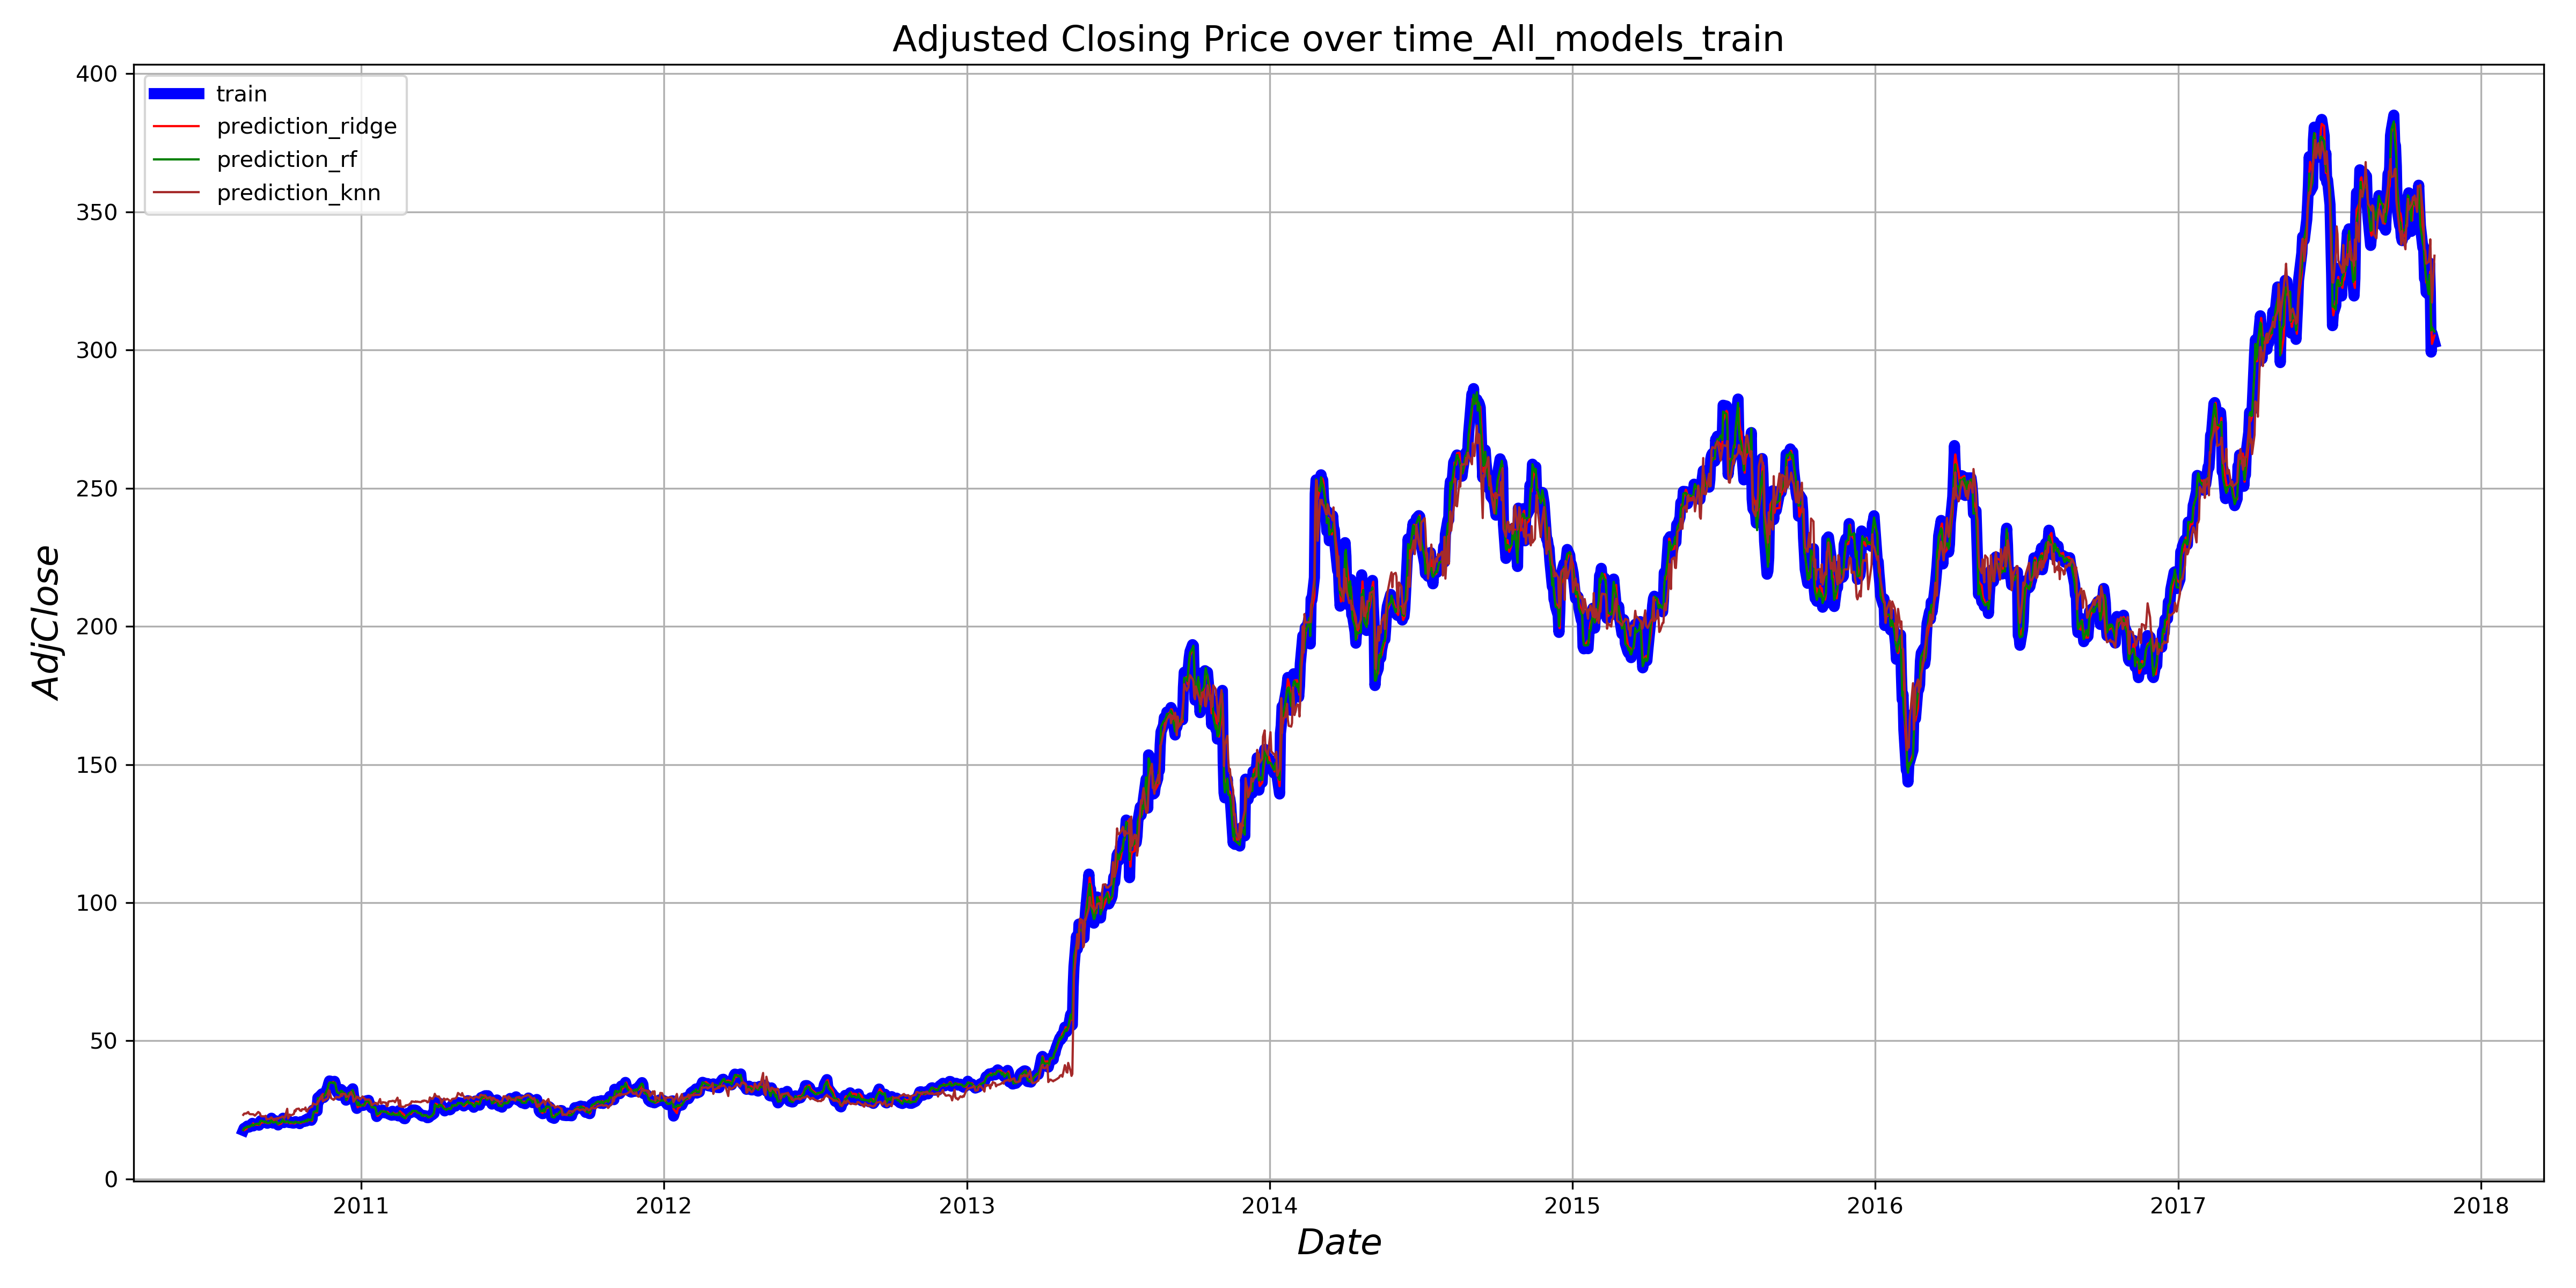 Adjusted Closing Price over time_All_models_train
train
prediction_ridge
prediction_rf
prediction_knn
AdjClose
400
350
300
250
200
150
100
50
0
2011 2012 2013 2014 2015 2016 2017 2018
Date